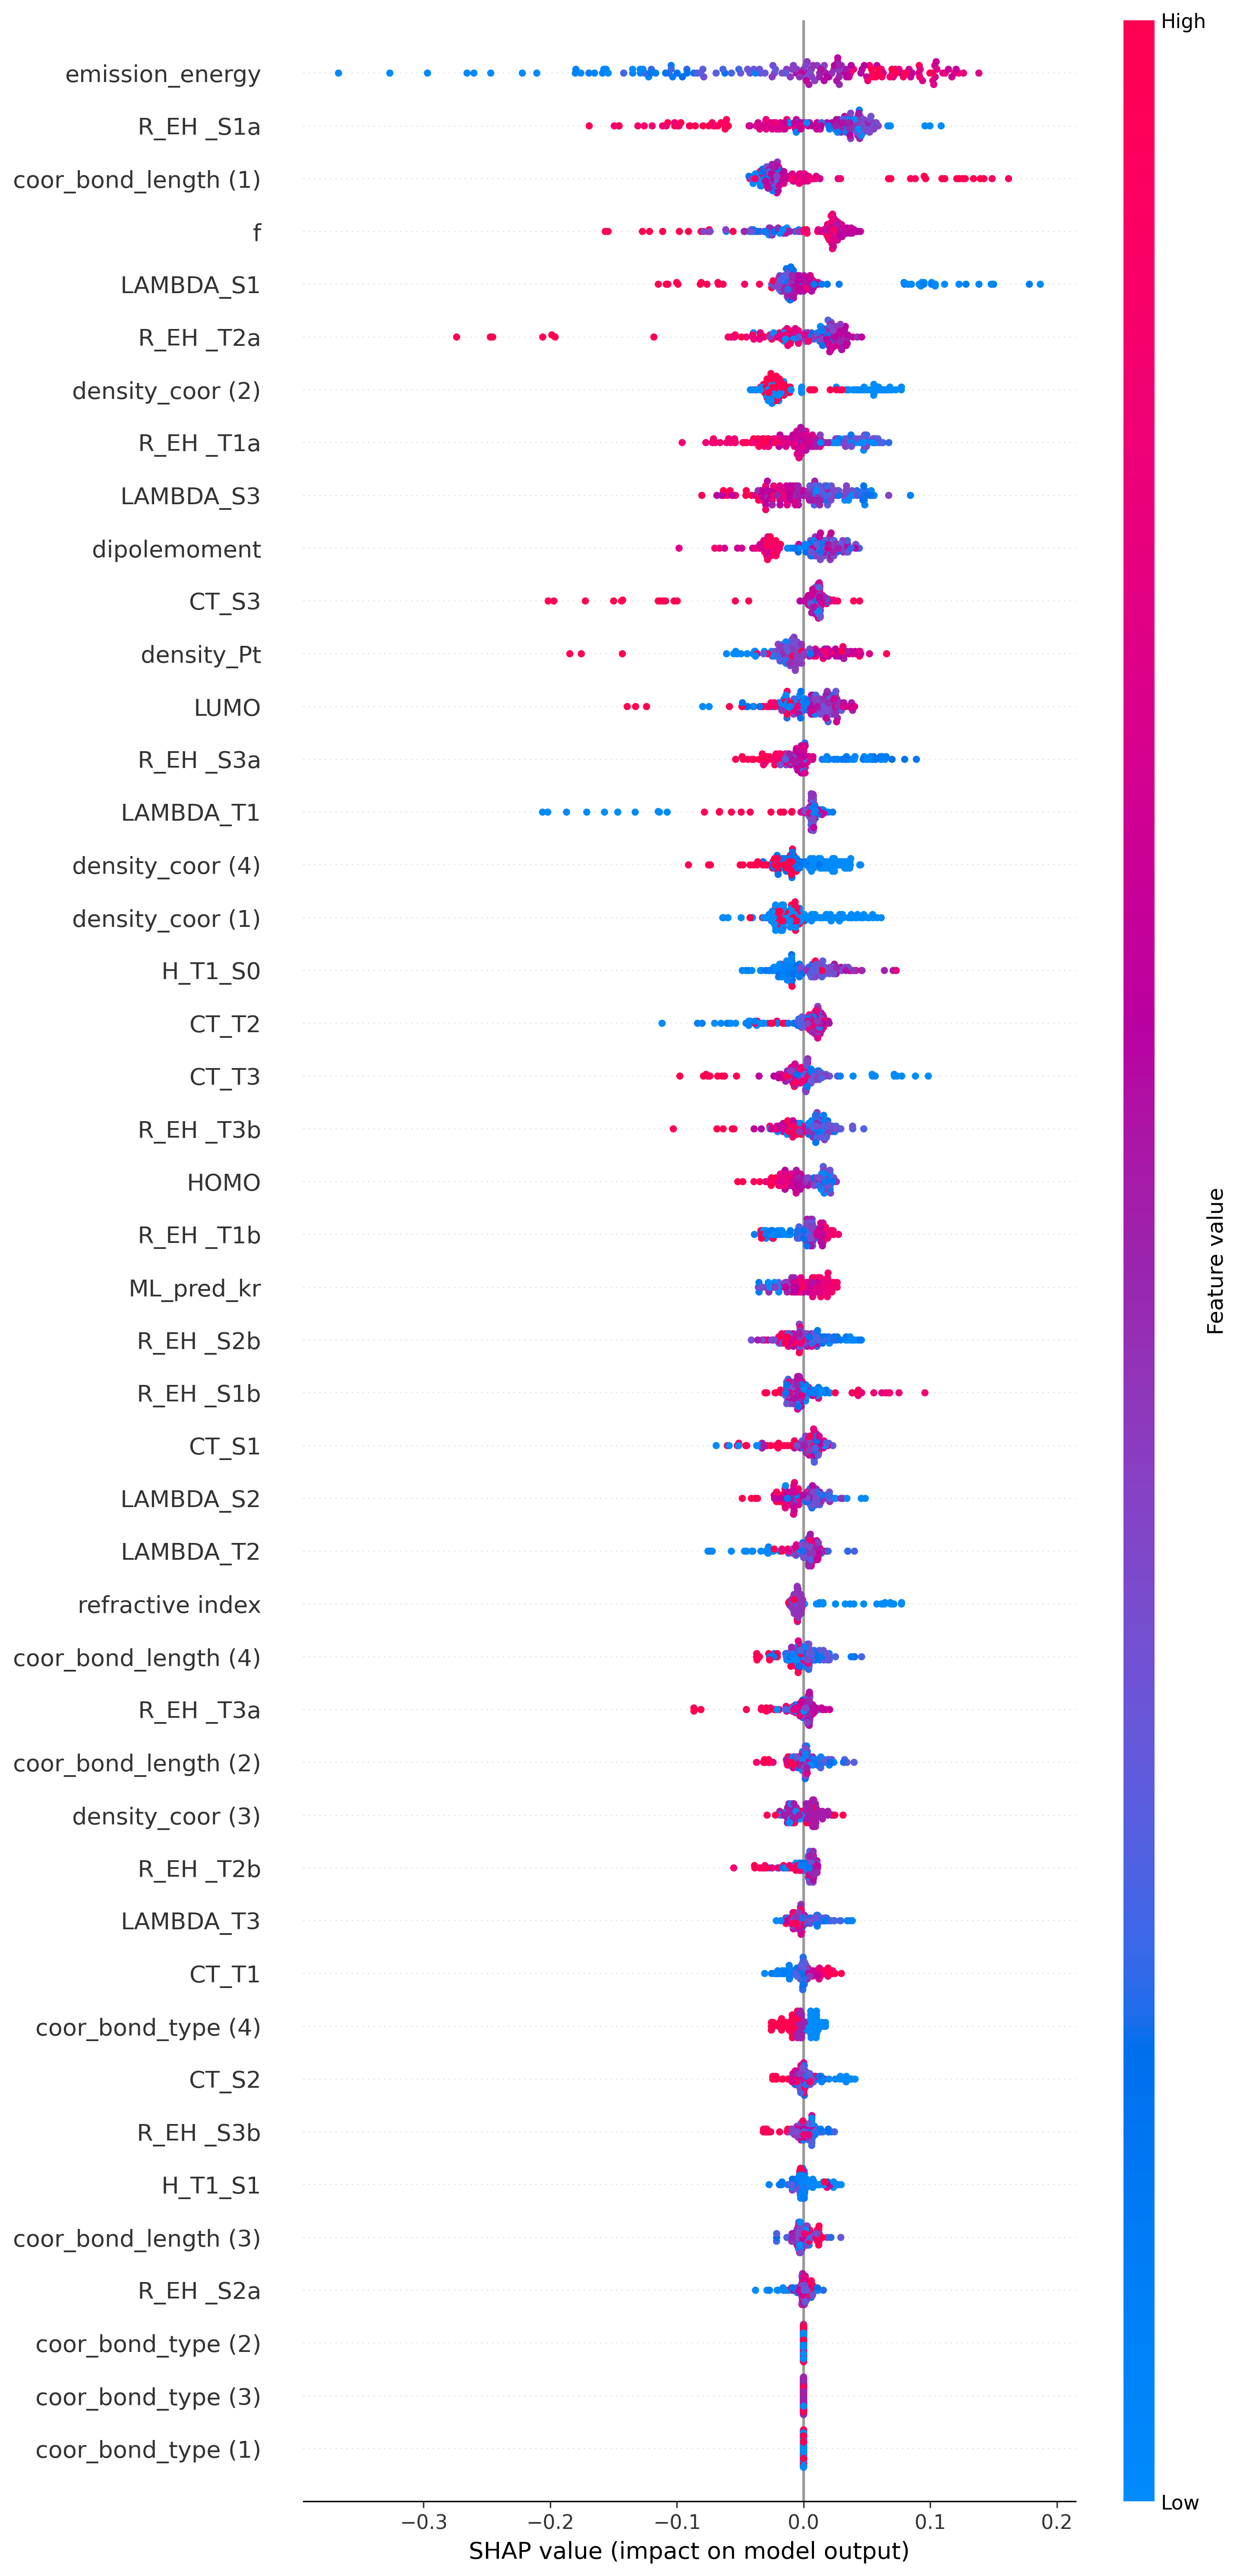 High
emission_energy
R_EH _S1a
coor_bond_length (1)
f
LAMBDA_S1
R_EH _T2a
density_coor (2)
R_EH _T1a
LAMBDA_S3
dipolemoment
CT_S3
density_Pt
LUMO
R_EH _S3a
LAMBDA_T1
density_coor (4)
density_coor (1)
H_T1_S0
CT_T2
CT_T3
R_EH _T3b
HOMO
R_EH _T1b
ML_pred_kr
R_EH _S2b
R_EH _S1b
CT_S1
LAMBDA_S2
LAMBDA_T2
refractive index
coor_bond_length (4)
R_EH _T3a
coor_bond_length (2)
density_coor (3)
R_EH _T2b
LAMBDA_T3
CT_T1
coor_bond_type (4)
CT_S2
R_EH _S3b
H_T1_S1
coor_bond_length (3)
R_EH _S2a
coor_bond_type (2)
coor_bond_type (3)
coor_bond_type (1)
Feature value
Low
−0.3 −0.2 −0.1 0.0 0.1 0.2
SHAP value (impact on model output)